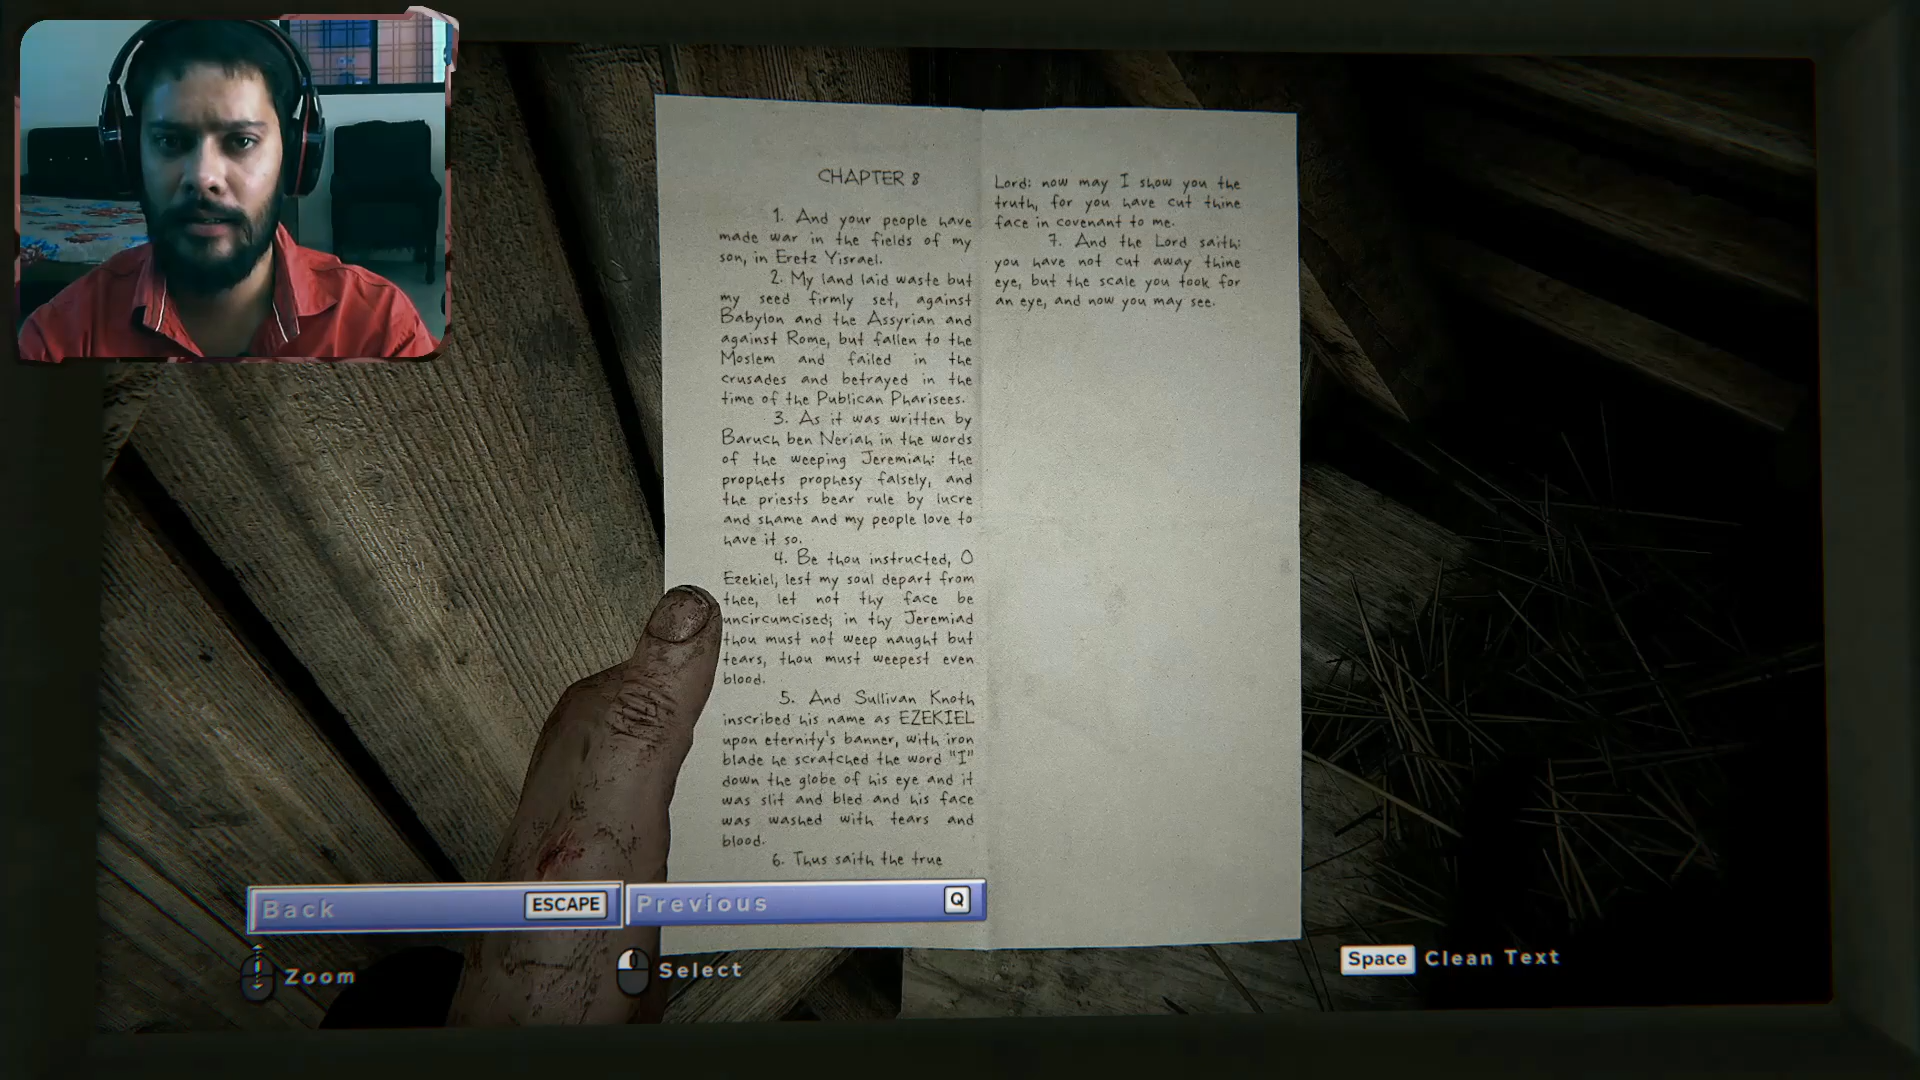 CHAPTER 8
1. And your people have
made war in the fields of my
son, in Eretz Yisrael.
2. My land laid waste but
my seed firmly set, against
Babylon and the Assyrian and
against Rome, but fallen to the
Moslem and failed in the
crusades and betrayed in the
time of the Publican Pharisees.
3. As it was written by
Baruch ben Neriah in the words
of the weeping Jeremiah: the
prophets prophesy falsely, and
the priests bear rule by lucre
and shame and my people love to
have it so.
4. Be thou instructed, O
Ezekiel, lest my soul depart from
thee, let not thy face be
uncircumcised; in thy Jeremiad
thou must not weep naught but
tears, thou must weepest even
blood.
5. And Sullivan Knoth
inscribed his name as EZEKIEL
upon eternity's banner, with iron
blade he scratched the word "I"
down the globe of his eye and it
was slit and bled and his face
was washed with tears and
blood.
6. Thus saith the true
Lord: now may I show you the
truth, for you have cut thine
face in covenant to me.
7. And the Lord saith:
you have not cut away thine
eye, but the scale you took for
an eye, and now you may see.
Back ESCAPE Previous Q
Zoom Select Space Clean Text